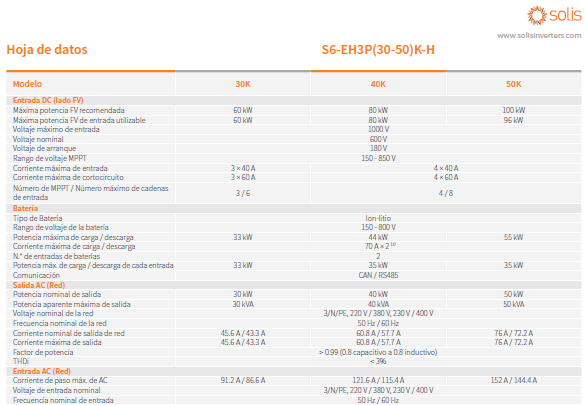 solis
www.solisinverters.com
Hoja de datos S6-EH3P(30-50)K-H
Modelo 30K 40K 50K
Entrada DC (lado FV)
Máxima potencia FV recomendada 60 kW 80 kW 100 kW
Máxima potencia FV de entrada utilizable 60 kW 80 kW 96 kW
Voltaje máximo de entrada 1000 V
Voltaje nominal 600 V
Voltaje de arranque 180 V
Rango de voltaje MPPT 150 - 850 V
Corriente máxima de entrada 3 × 40 A 4 × 40 A
Corriente máxima de cortocircuito 3 × 60 A 4 × 60 A
Número de MPPT / Número máximo de cadenas
de entrada 3 / 6 4 / 8
Batería
Tipo de Batería Ion-litio
Rango de voltaje de la batería 150 - 800 V
Potencia máxima de carga / descarga 33 kW 44 kW 55 kW
Corriente máxima de carga / descarga 70 A × 2
N.° de entradas de baterías 2
Potencia máx. de carga / descarga de cada entrada 33 kW 35 kW 35 kW
Comunicación CAN / RS485
Salida AC (Red)
Potencia nominal de salida 30 kW 40 kW 50 kW
Potencia aparente máxima de salida 30 kVA 40 kVA 50 kVA
Voltaje nominal de la red 3/N/PE, 220 V / 380 V, 230 V / 400 V
Frecuencia nominal de la red 50 Hz / 60 Hz
Corriente nominal de salida de red 45.6 A / 43.3 A 60.8 A / 57.7 A 76 A / 72.2 A
Corriente máxima de salida 45.6 A / 43.3 A 60.8 A / 57.7 A 76 A / 72.2 A
Factor de potencia > 0.99 (0.8 capacitivo a 0.8 inductivo)
THDi < 3%
Entrada AC (Red)
Corriente de paso máx. de AC 91.2 A / 86.6 A 121.6 A / 115.4 A 152 A / 144.4 A
Voltaje de entrada nominal 3/N/PE, 220 V / 380 V, 230 V / 400 V
Frecuencia nominal de entrada 50 Hz / 60 Hz